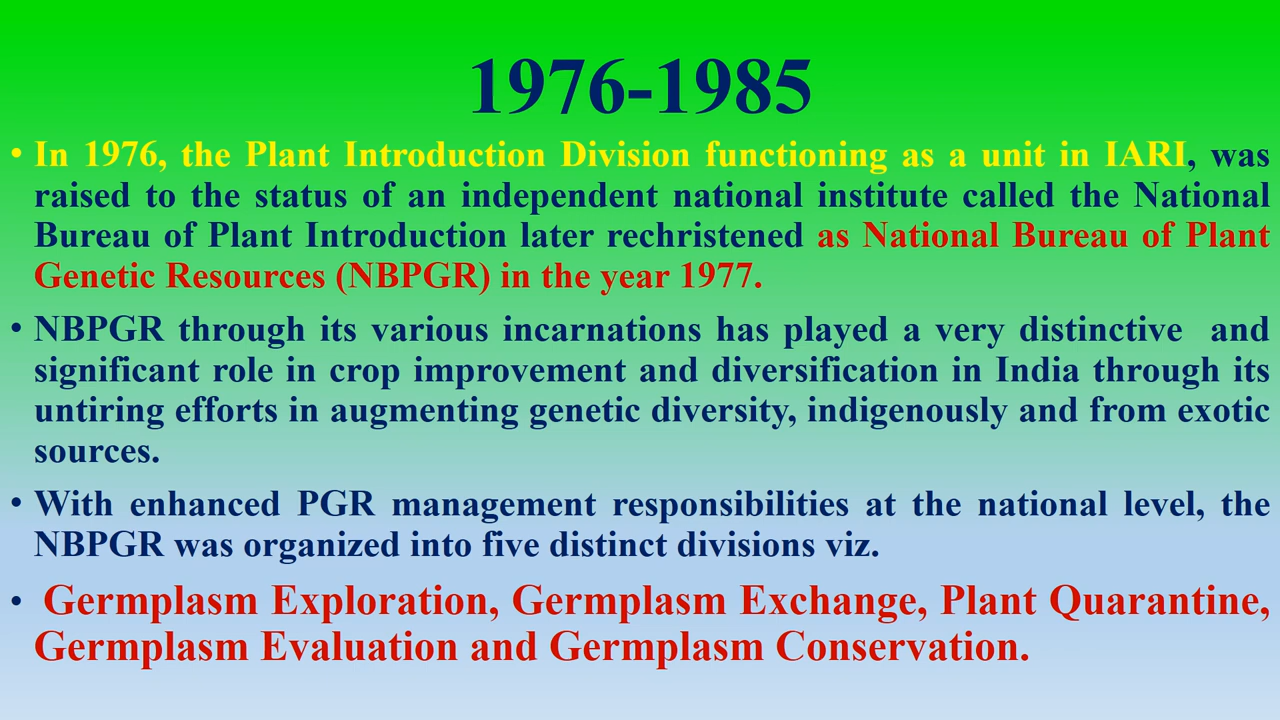 1976-1985
• In 1976, the Plant Introduction Division functioning as a unit in IARI, was
raised to the status of an independent national institute called the National
Bureau of Plant Introduction later rechristened as National Bureau of Plant
Genetic Resources (NBPGR) in the year 1977.
• NBPGR through its various incarnations has played a very distinctive and
significant role in crop improvement and diversification in India through its
untiring efforts in augmenting genetic diversity, indigenously and from exotic
sources.
• With enhanced PGR management responsibilities at the national level, the
NBPGR was organized into five distinct divisions viz.
• Germplasm Exploration, Germplasm Exchange, Plant Quarantine,
Germplasm Evaluation and Germplasm Conservation.